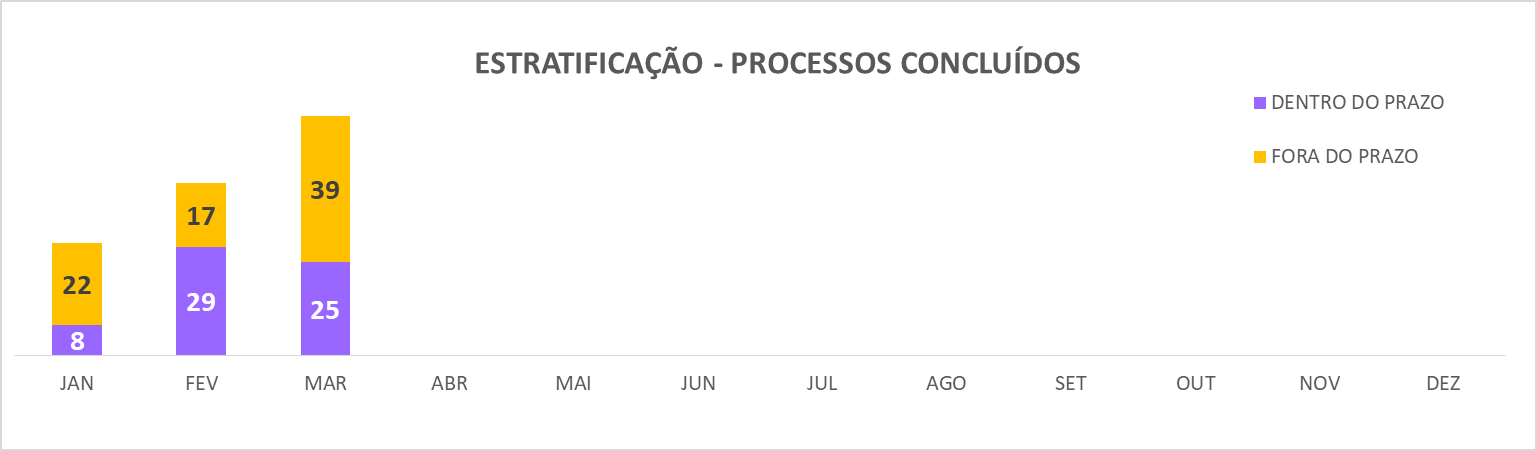 ESTRATIFICAÇÃO - PROCESSOS CONCLUÍDOS
DENTRO DO PRAZO
FORA DO PRAZO
39
17
22
29
25
8
JAN FEV MAR ABR MAI JUN JUL AGO SET OUT NOV DEZ